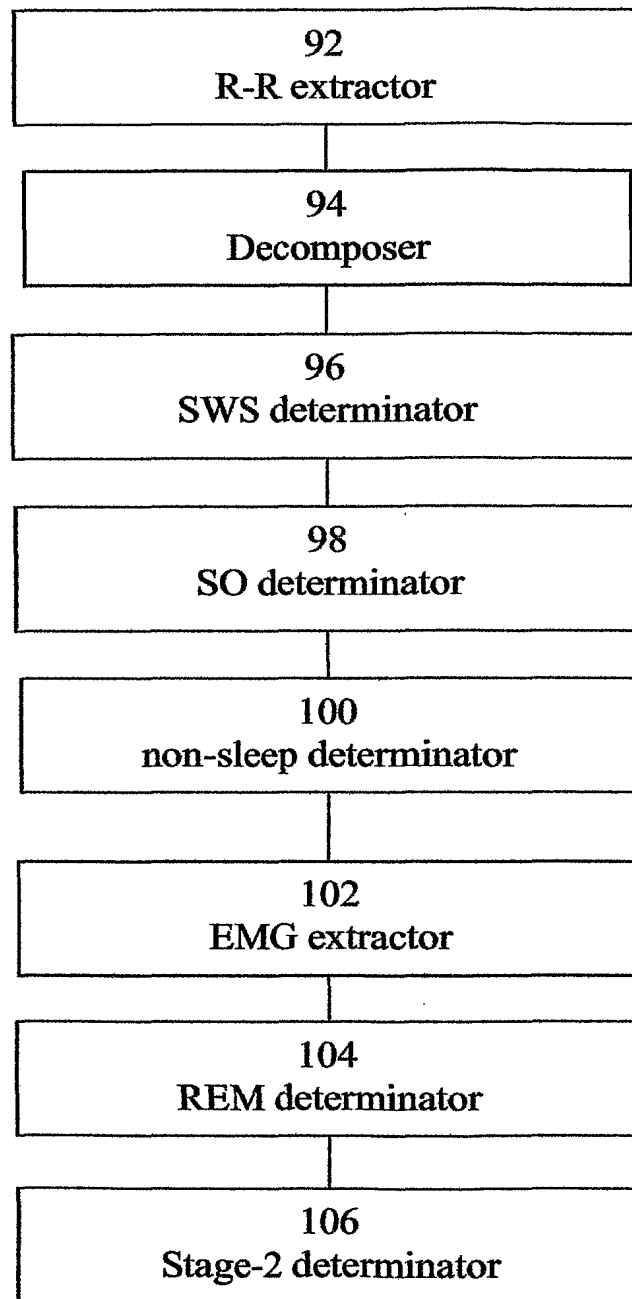 92
R-R extractor
94
Decomposer
96
SWS determinator
98
SO determinator
100
non-sleep determinator
102
EMG extractor
104
REM determinator
106
Stage-2 determinator